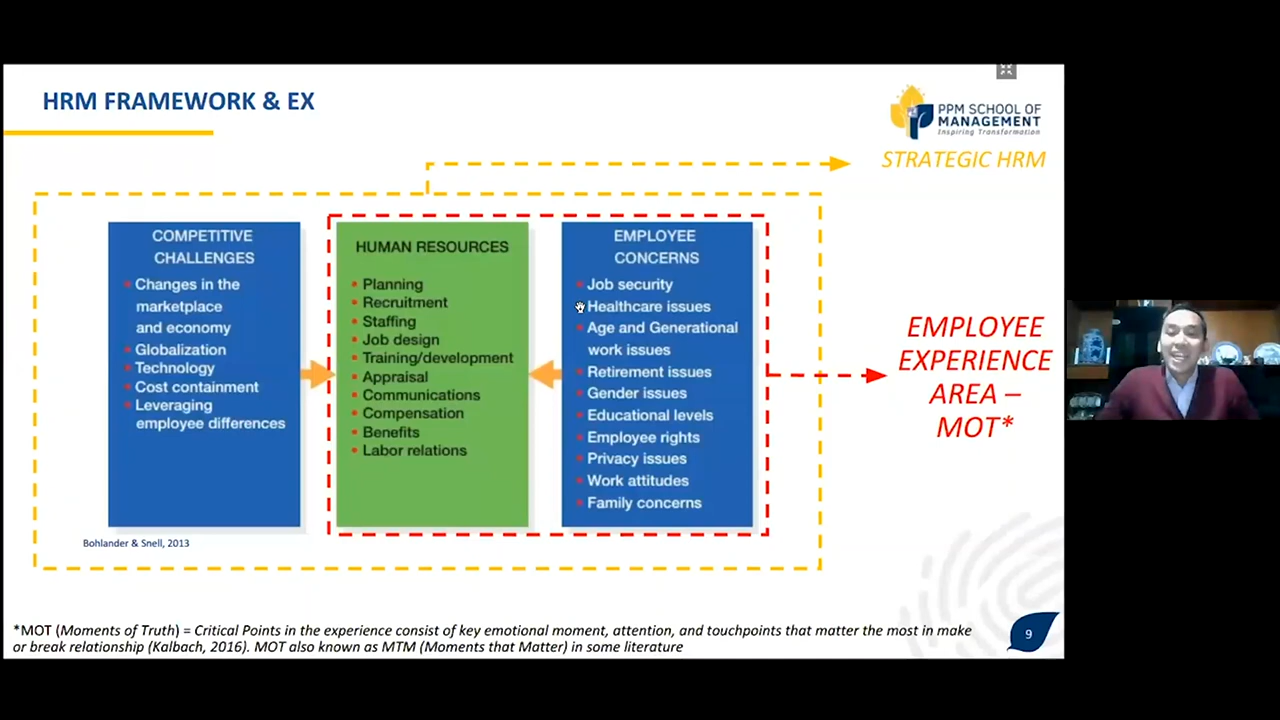 HRM FRAMEWORK & EX
PPM SCHOOL OF
MANAGEMENT
Inspiring Transformation
STRATEGIC HRM
COMPETITIVE
CHALLENGES
• Changes in the
marketplace
and economy
• Globalization
• Technology
• Cost containment
• Leveraging
employee differences
HUMAN RESOURCES
• Planning
• Recruitment
• Staffing
• Job design
• Training/development
• Appraisal
• Communications
• Compensation
• Benefits
• Labor relations
EMPLOYEE
CONCERNS
• Job security
• Healthcare issues
• Age and Generational
work issues
• Retirement issues
• Gender issues
• Educational levels
• Employee rights
• Privacy issues
• Work attitudes
• Family concerns
EMPLOYEE
EXPERIENCE
AREA –
MOT*
Bohlander & Snell, 2013
*MOT (Moments of Truth) = Critical Points in the experience consist of key emotional moment, attention, and touchpoints that matter the most in make
or break relationship (Kalbach, 2016). MOT also known as MTM (Moments that Matter) in some literature
9